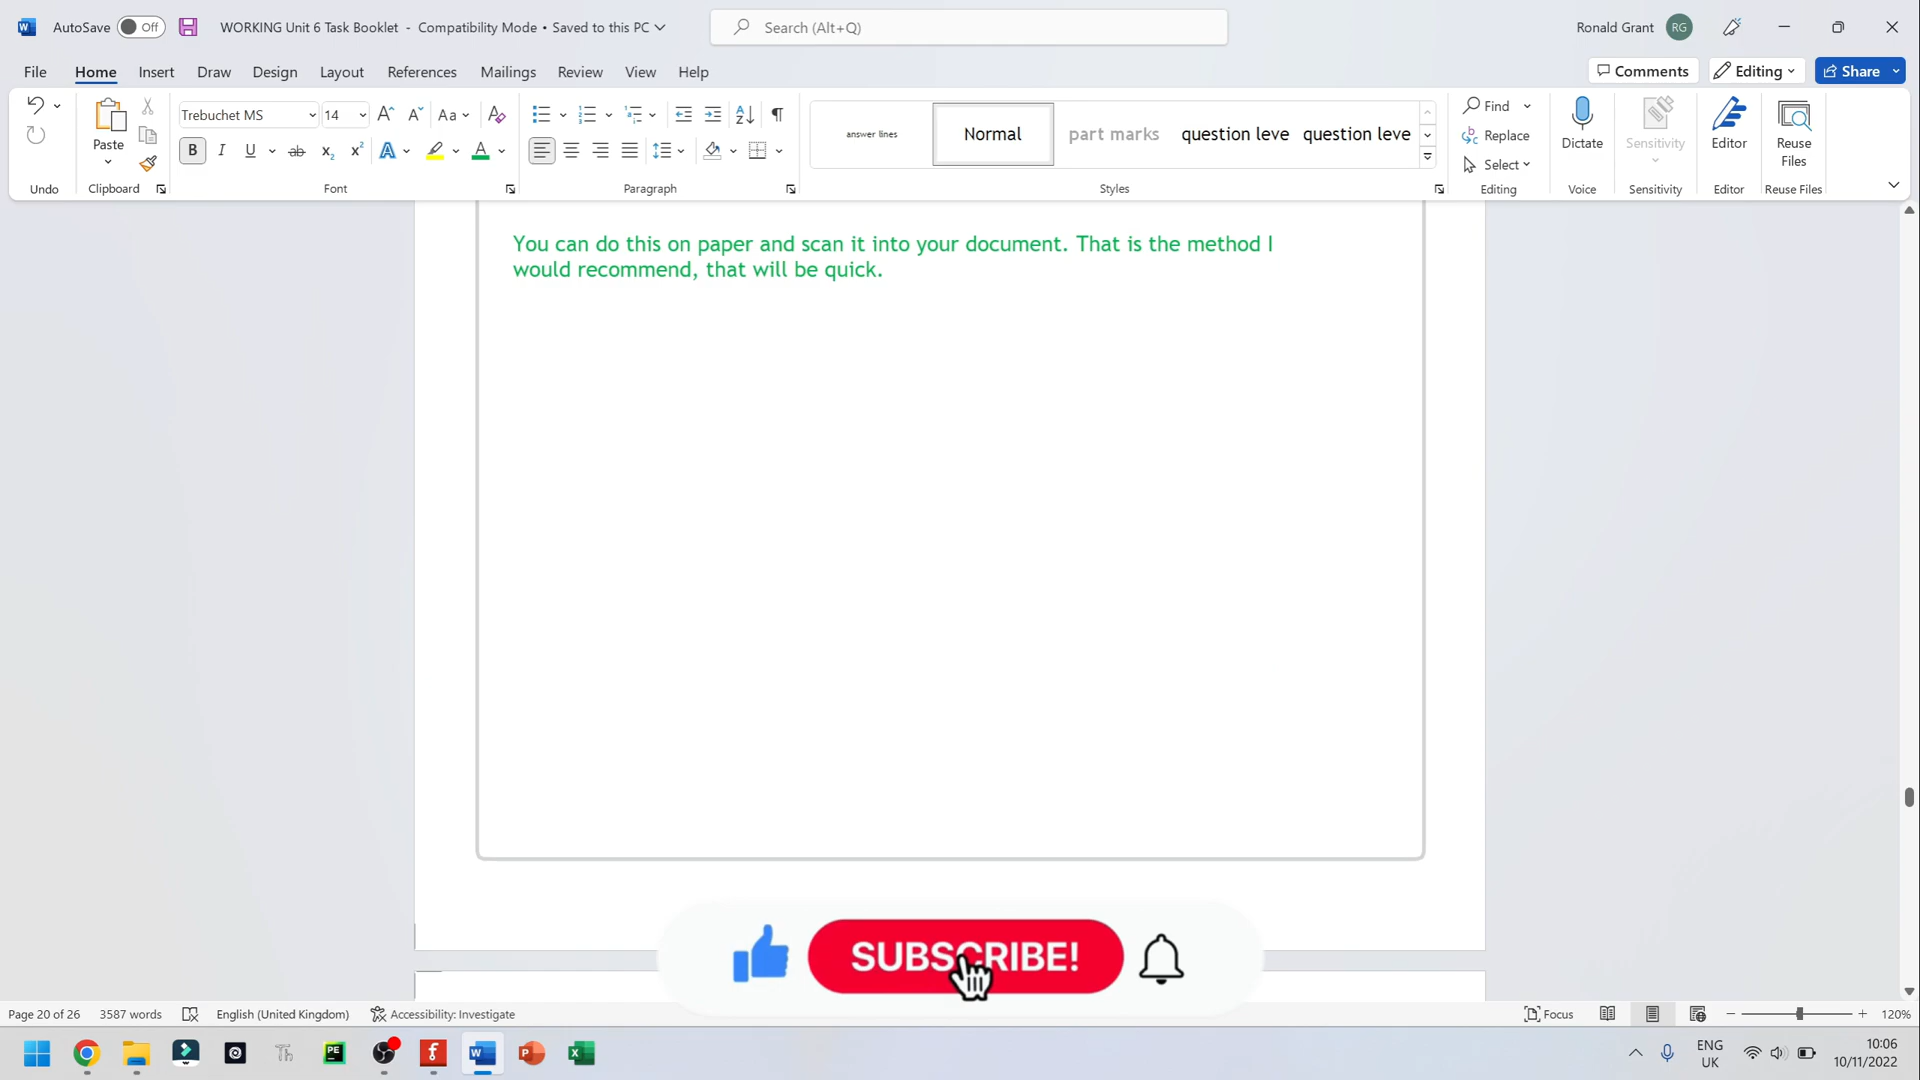 AutoSave Off WORKING Unit 6 Task Booklet - Compatibility Mode • Saved to this PC Search (Alt+Q) Ronald Grant RG
File Home Insert Draw Design Layout References Mailings Review View Help Comments Editing Share
Paste
Trebuchet MS 14
answer lines Normal part marks question leve question leve
Find
Replace
Select
Dictate Sensitivity Editor Reuse Files
Undo Clipboard Font Paragraph Styles Editing Voice Sensitivity Editor Reuse Files
You can do this on paper and scan it into your document. That is the method I
would recommend, that will be quick.
SUBSCRIBE!
Page 20 of 26 3587 words English (United Kingdom) Accessibility: Investigate Focus 120%
ENG
UK
10:06
10/11/2022